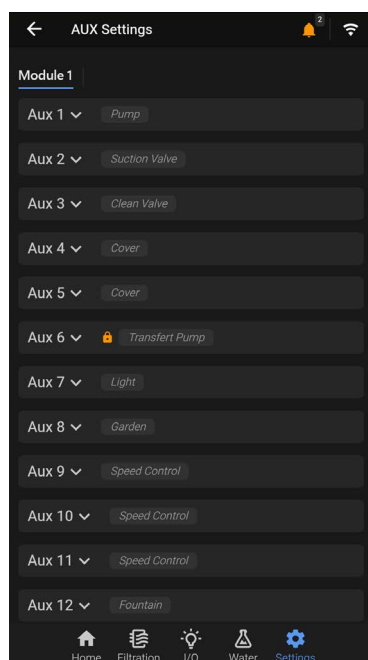 AUX Settings 2
Module 1
Aux 1 Pump
Aux 2 Suction Valve
Aux 3 Clean Valve
Aux 4 Cover
Aux 5 Cover
Aux 6 Transfert Pump
Aux 7 Light
Aux 8 Garden
Aux 9 Speed Control
Aux 10 Speed Control
Aux 11 Speed Control
Aux 12 Fountain
Home Filtration I/O Water Settings